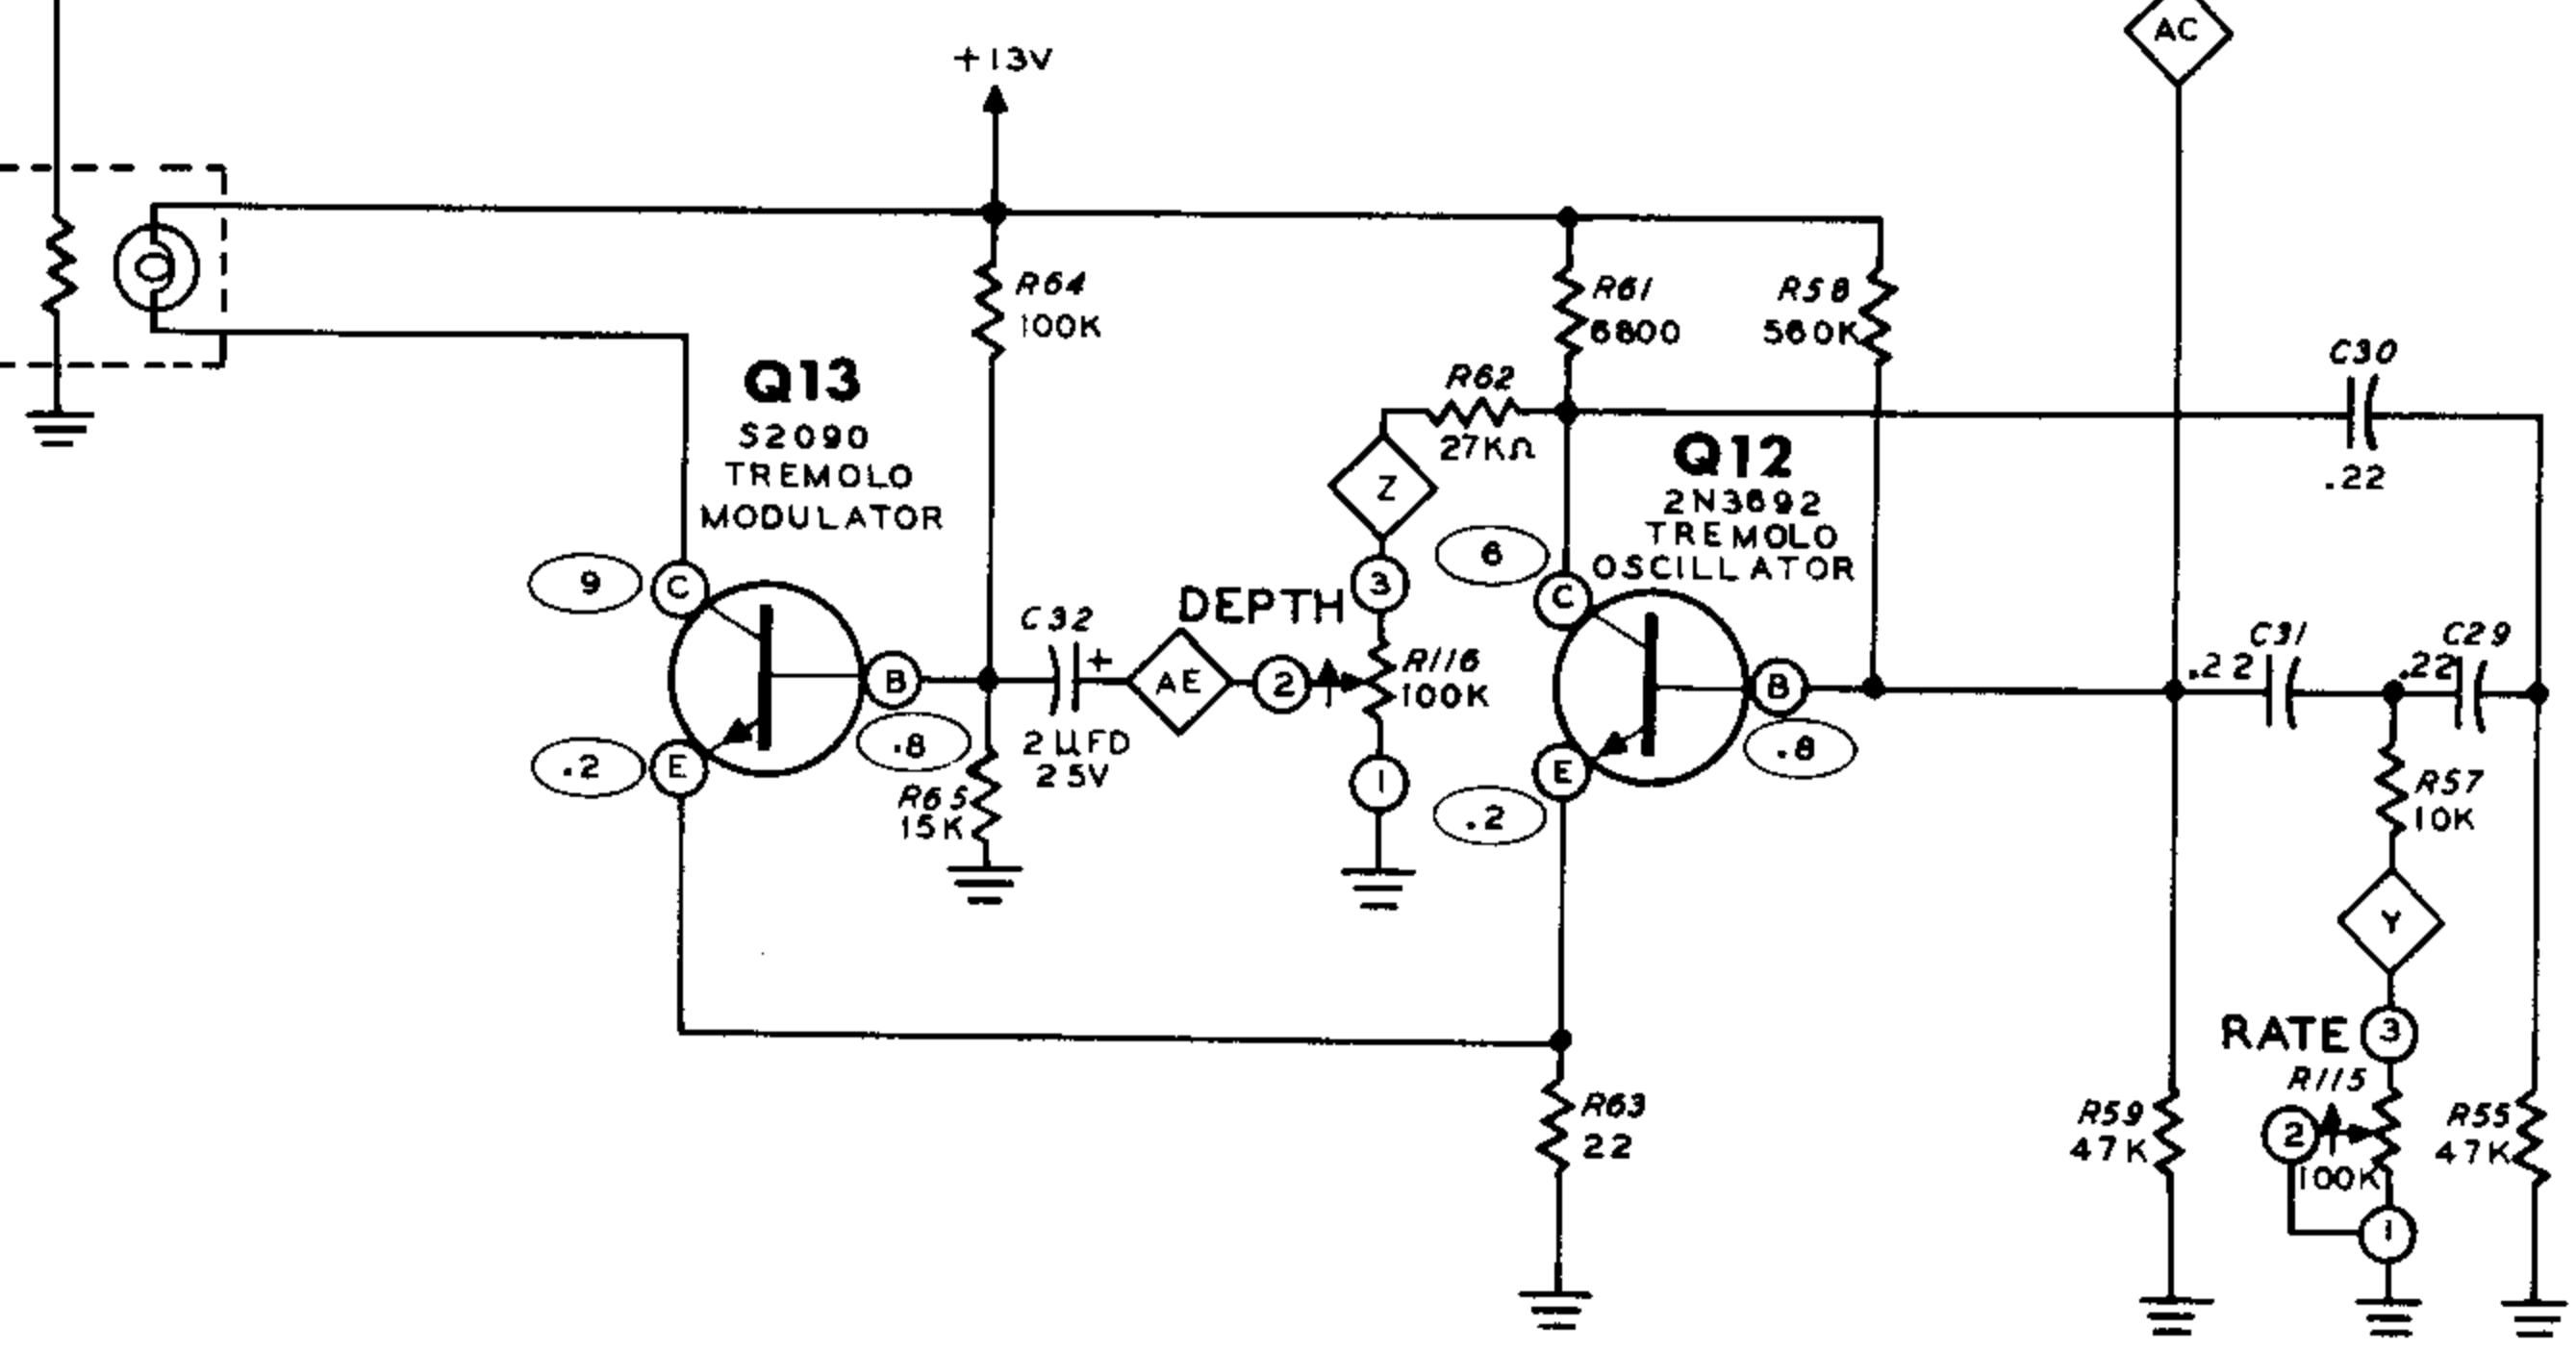 AC
+13V
R64
100K
R61
6800
R58
560K
C30
.22
R62
27KΩ
Q13
S2090
TREMOLO
MODULATOR
Z
Q12
2N3692
TREMOLO
OSCILLATOR
9
C
6
C
3
DEPTH
C32
+
2 µFD
25V
B
.8
AE
2
R116
100K
1
B
.8
C31
.22
C29
.22
.2
E
R65
15K
E
.2
R57
10K
Y
RATE
3
R115
2
100K
1
R63
22
R59
47K
R55
47K